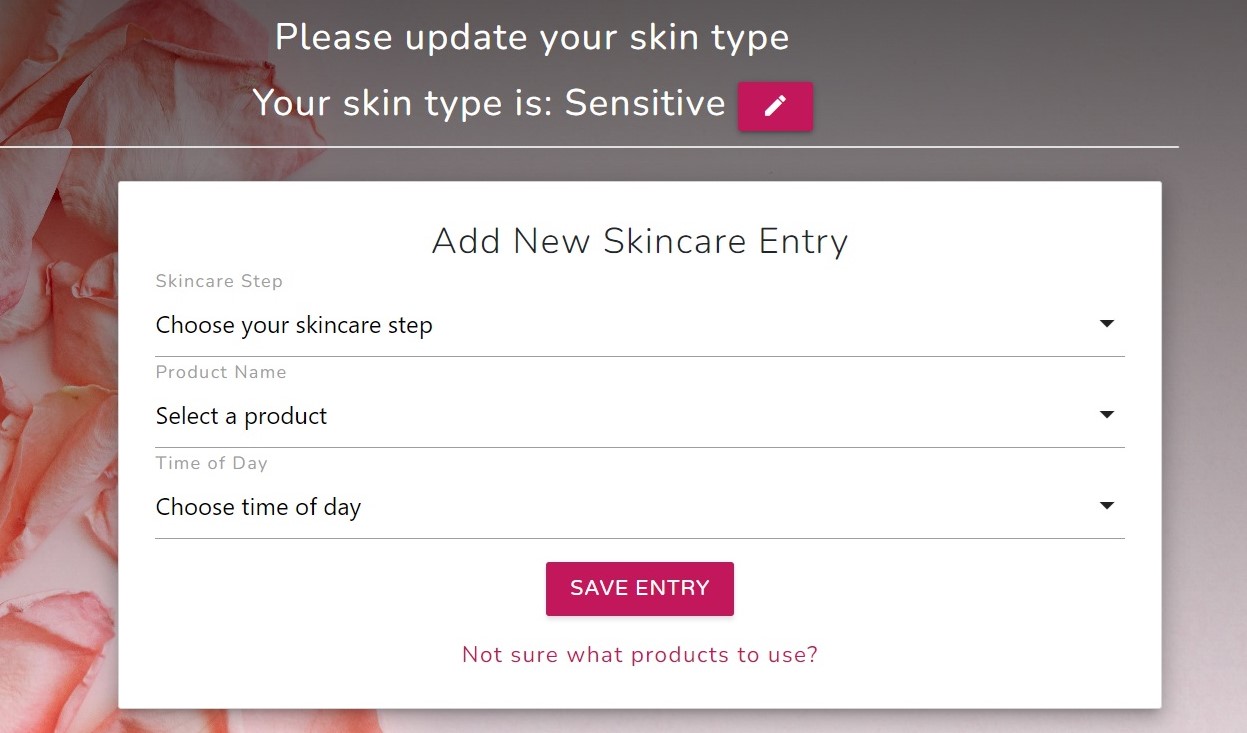 Please update your skin type
Your skin type is: Sensitive
Add New Skincare Entry
Skincare Step
Choose your skincare step
Product Name
Select a product
Time of Day
Choose time of day
SAVE ENTRY
Not sure what products to use?